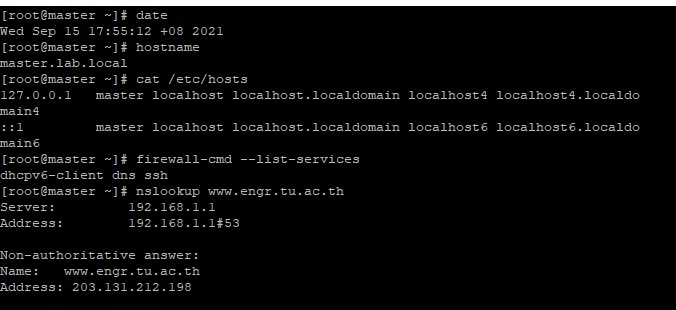 [root@master ~]# date
Wed Sep 15 17:55:12 +08 2021
[root@master ~]# hostname
master.lab.local
[root@master ~]# cat /etc/hosts
127.0.0.1   master localhost localhost.localdomain localhost4 localhost4.localdo
main4
::1         master localhost localhost.localdomain localhost6 localhost6.localdo
main6
[root@master ~]# firewall-cmd --list-services
dhcpv6-client dns ssh
[root@master ~]# nslookup www.engr.tu.ac.th
Server:         192.168.1.1
Address:        192.168.1.1#53

Non-authoritative answer:
Name:   www.engr.tu.ac.th
Address: 203.131.212.198